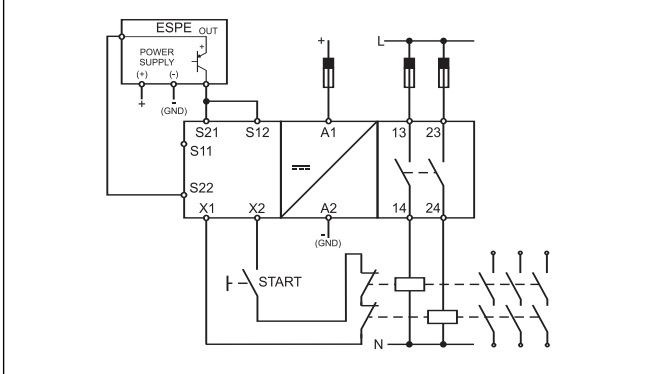 ESPE OUT
+
POWER
SUPPLY
(+) (-)
+ -
(GND)
+ L
S21 S12 A1 13 23
S11
S22
X1 X2 A2 14 24
-
(GND)
START
N